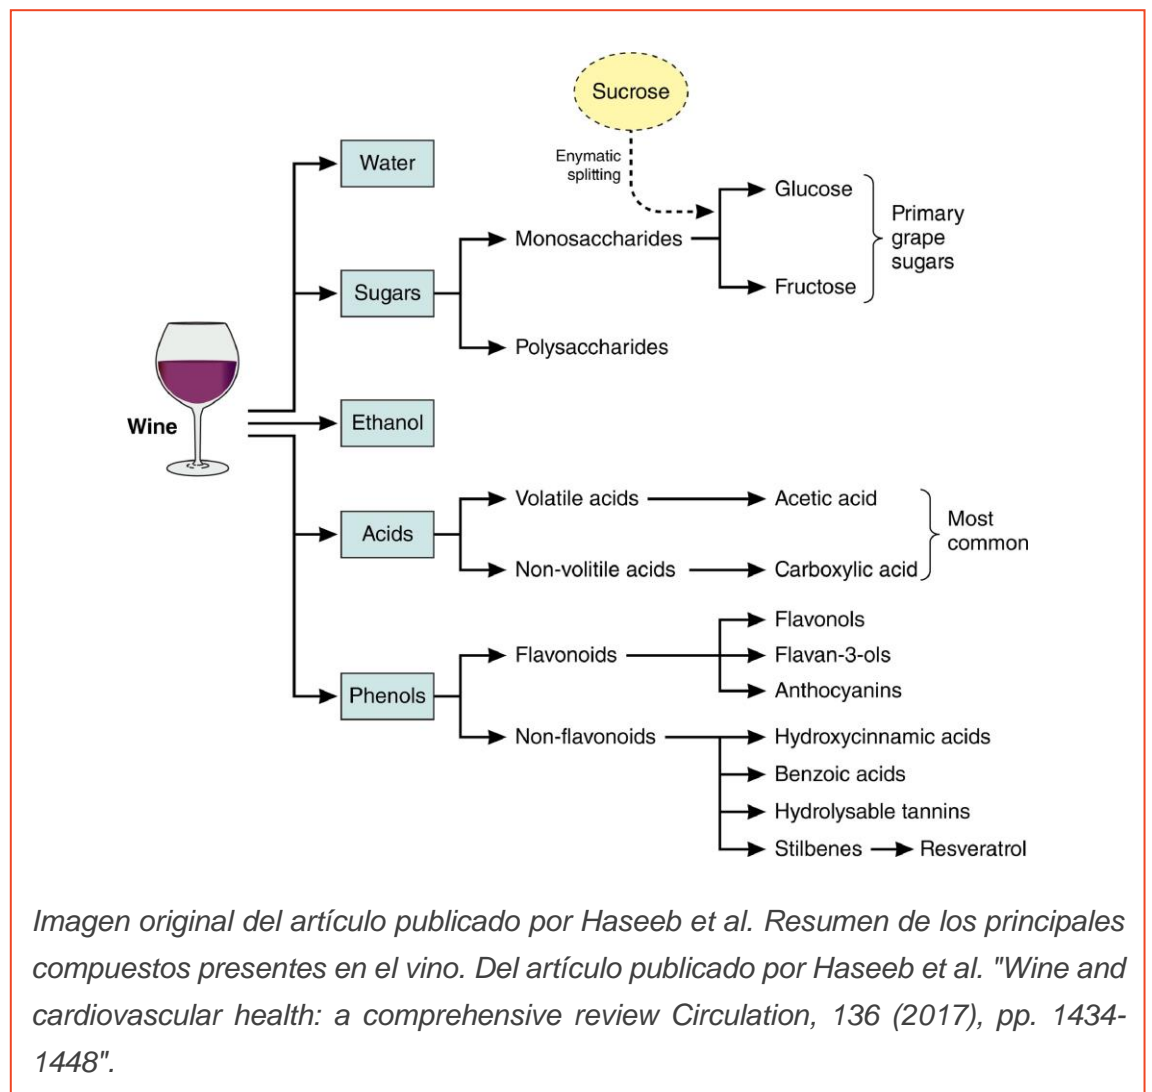 Sucrose
Enymatic
splitting
Water
Glucose
Primary
grape
sugars
Monosaccharides
Sugars
Fructose
Polysaccharides
Wine
Ethanol
Volatile acids
Acetic acid
Most
common
Acids
Non-volitile acids
Carboxylic acid
Flavonols
Flavonoids
Flavan-3-ols
Anthocyanins
Phenols
Non-flavonoids
Hydroxycinnamic acids
Benzoic acids
Hydrolysable tannins
Stilbenes
Resveratrol
Imagen original del artículo publicado por Haseeb et al. Resumen de los principales
compuestos presentes en el vino. Del artículo publicado por Haseeb et al. "Wine and
cardiovascular health: a comprehensive review Circulation, 136 (2017), pp. 1434-
1448".